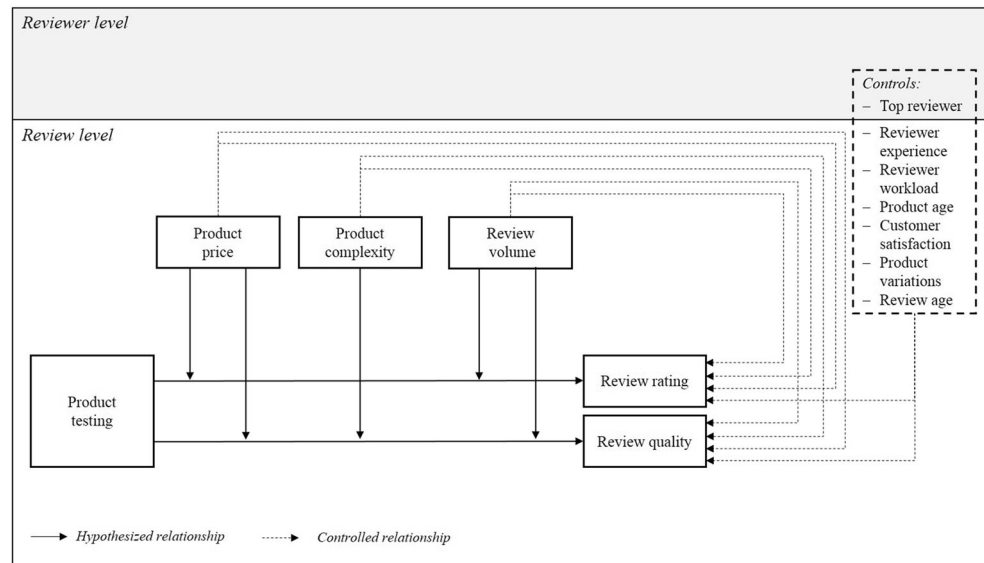 Reviewer level
Controls:
– Top reviewer
Review level
– Reviewer
experience
– Reviewer
workload
– Product age
– Customer
satisfaction
– Product
variations
– Review age
Product
price
Product
complexity
Review
volume
Product
testing
Review rating
Review quality
Hypothesized relationship
Controlled relationship